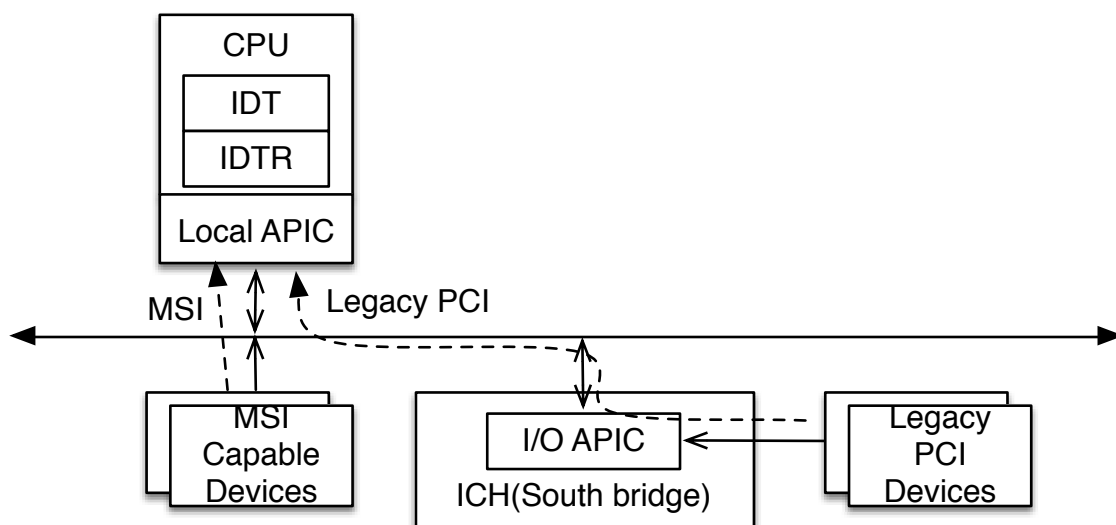 CPU
IDT
IDTR
Local APIC
MSI
Legacy PCI
MSI
Capable
Devices
I/O APIC
ICH(South bridge)
Legacy
PCI
Devices